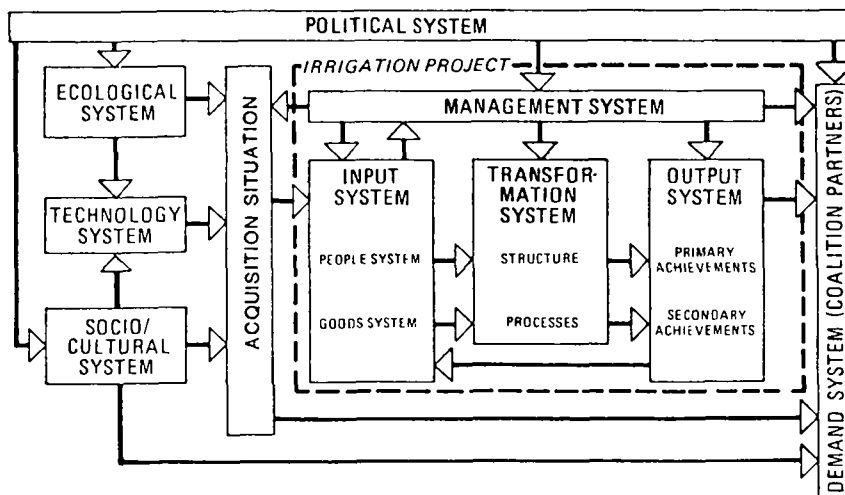 POLITICAL SYSTEM
IRRIGATION PROJECT
ECOLOGICAL
SYSTEM
MANAGEMENT SYSTEM
TECHNOLOGY
SYSTEM
SOCIO/
CULTURAL
SYSTEM
ACQUISITION SITUATION
INPUT
SYSTEM
PEOPLE SYSTEM
GOODS SYSTEM
TRANSFOR-
MATION
SYSTEM
STRUCTURE
PROCESSES
OUTPUT
SYSTEM
PRIMARY
ACHIEVEMENTS
SECONDARY
ACHIEVEMENTS
DEMAND SYSTEM (COALITION PARTNERS)